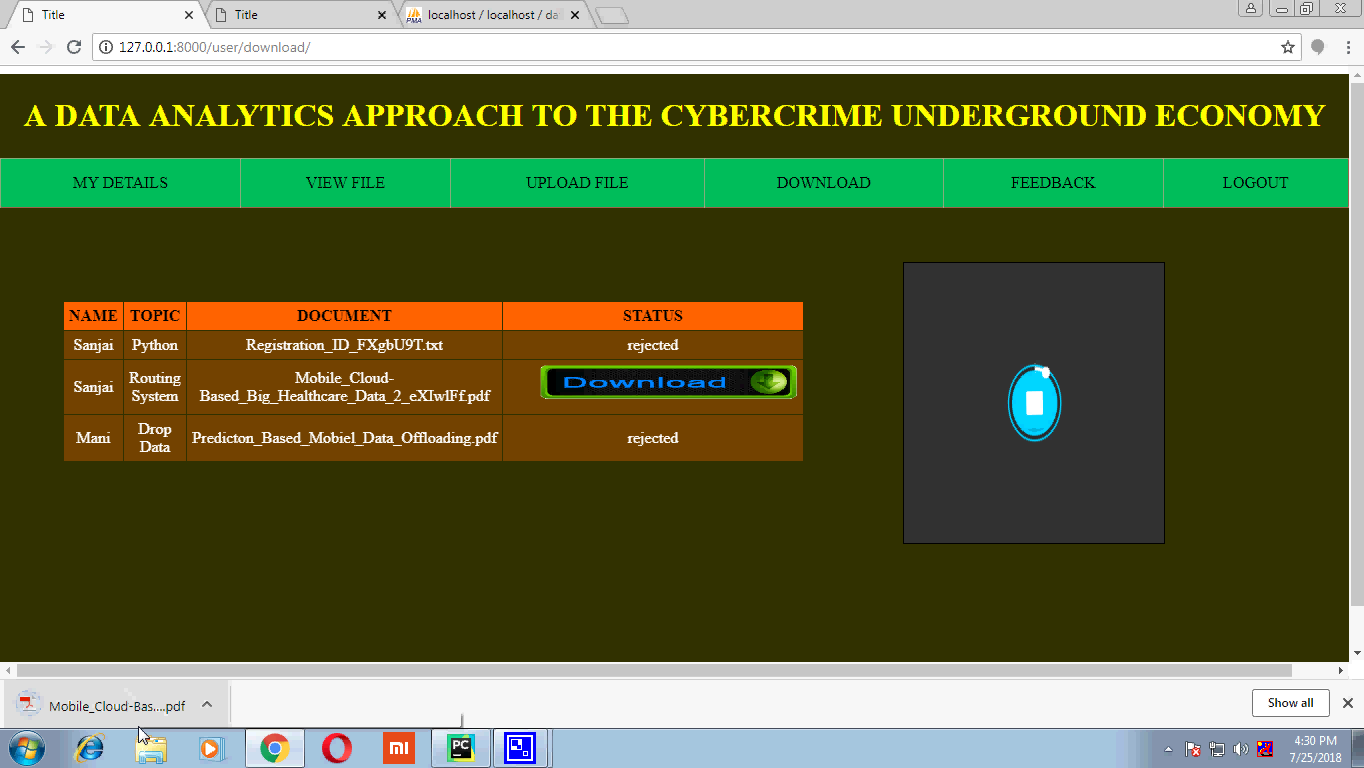 Title
Title
localhost / localhost / da
127.0.0.1:8000/user/download/
A DATA ANALYTICS APPROACH TO THE CYBERCRIME UNDERGROUND ECONOMY
MY DETAILS VIEW FILE UPLOAD FILE DOWNLOAD FEEDBACK LOGOUT
NAME TOPIC DOCUMENT STATUS
Sanjai Python Registration_ID_FXgbU9T.txt rejected
Sanjai Routing System Mobile_Cloud-
Based_Big_Healthcare_Data_2_eXIwlFf.pdf Download
Mani Drop Data Predicton_Based_Mobiel_Data_Offloading.pdf rejected
Mobile_Cloud-Bas....pdf
Show all
PMA
mi
PC
4:30 PM
7/25/2018